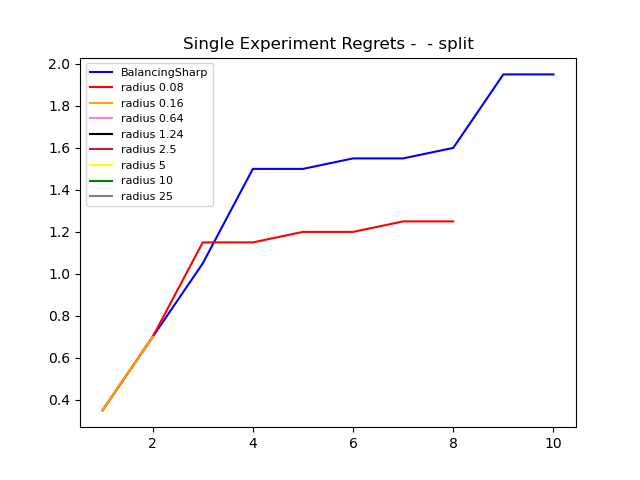 Single Experiment Regrets -  - split
BalancingSharp
radius 0.08
radius 0.16
radius 0.64
radius 1.24
radius 2.5
radius 5
radius 10
radius 25
2.0
1.8
1.6
1.4
1.2
1.0
0.8
0.6
0.4
2 4 6 8 10